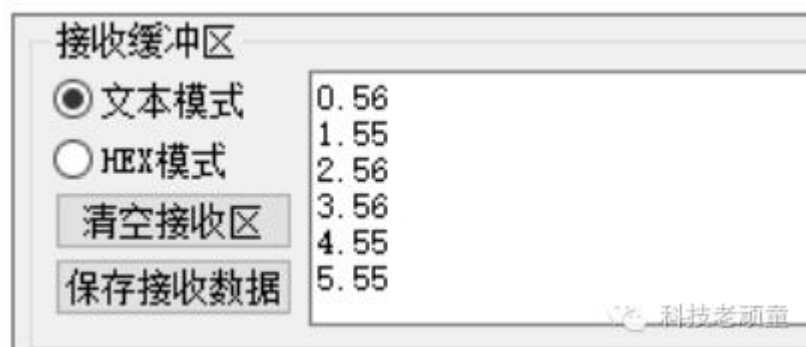 接收缓冲区
文本模式
HEX模式
清空接收区
保存接收数据
0.56
1.55
2.56
3.56
4.55
5.55
科技老顽童